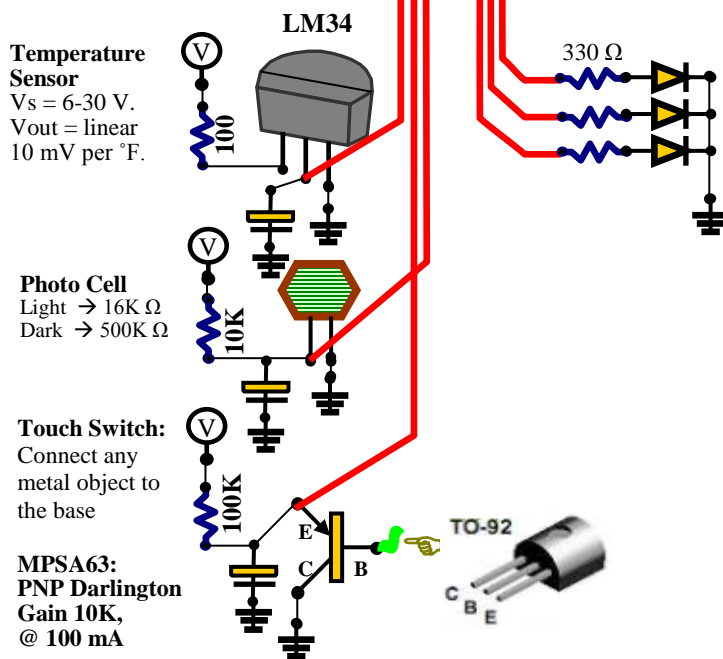 LM34
Temperature
Sensor
Vs = 6-30 V.
Vout = linear
10 mV per ˚F.
V
100
330 Ω
Photo Cell
Light → 16K Ω
Dark → 500K Ω
V
10K
Touch Switch:
Connect any
metal object to
the base
V
100K
MPSA63:
PNP Darlington
Gain 10K,
@ 100 mA
E
C
B
TO-92
C
B
E